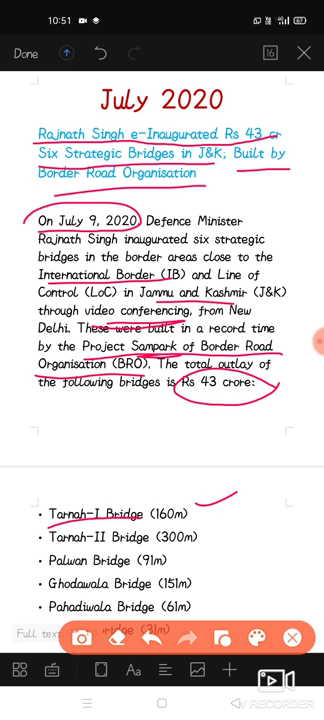 10:51
67
Done
16
July 2020
Rajnath Singh e-Inaugurated Rs 43 cr
Six Strategic Bridges in J&K; Built by
Border Road Organisation
On July 9, 2020, Defence Minister
Rajnath Singh inaugurated six strategic
bridges in the border areas close to the
International Border (IB) and Line of
Control (LoC) in Jammu and Kashmir (J&K)
through video conferencing, from New
Delhi. These were built in a record time
by the Project Sampark of Border Road
Organisation (BRO). The total outlay of
the following bridges is Rs 43 crore:
• Tarnah-I Bridge (160m)
• Tarnah-II Bridge (300m)
• Palwan Bridge (91m)
• Ghodawala Bridge (151m)
• Pahadiwala Bridge (61m)
Full text
Bridge (31m)
Aa
RECORDER